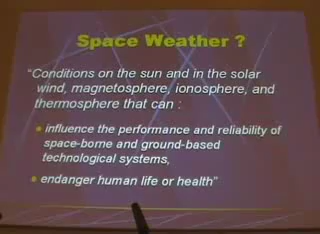 Space Weather ?
"Conditions on the sun and in the solar
wind, magnetosphere, ionosphere, and
thermosphere that can :
influence the performance and reliability of
space-borne and ground-based
technological systems,
endanger human life or health"